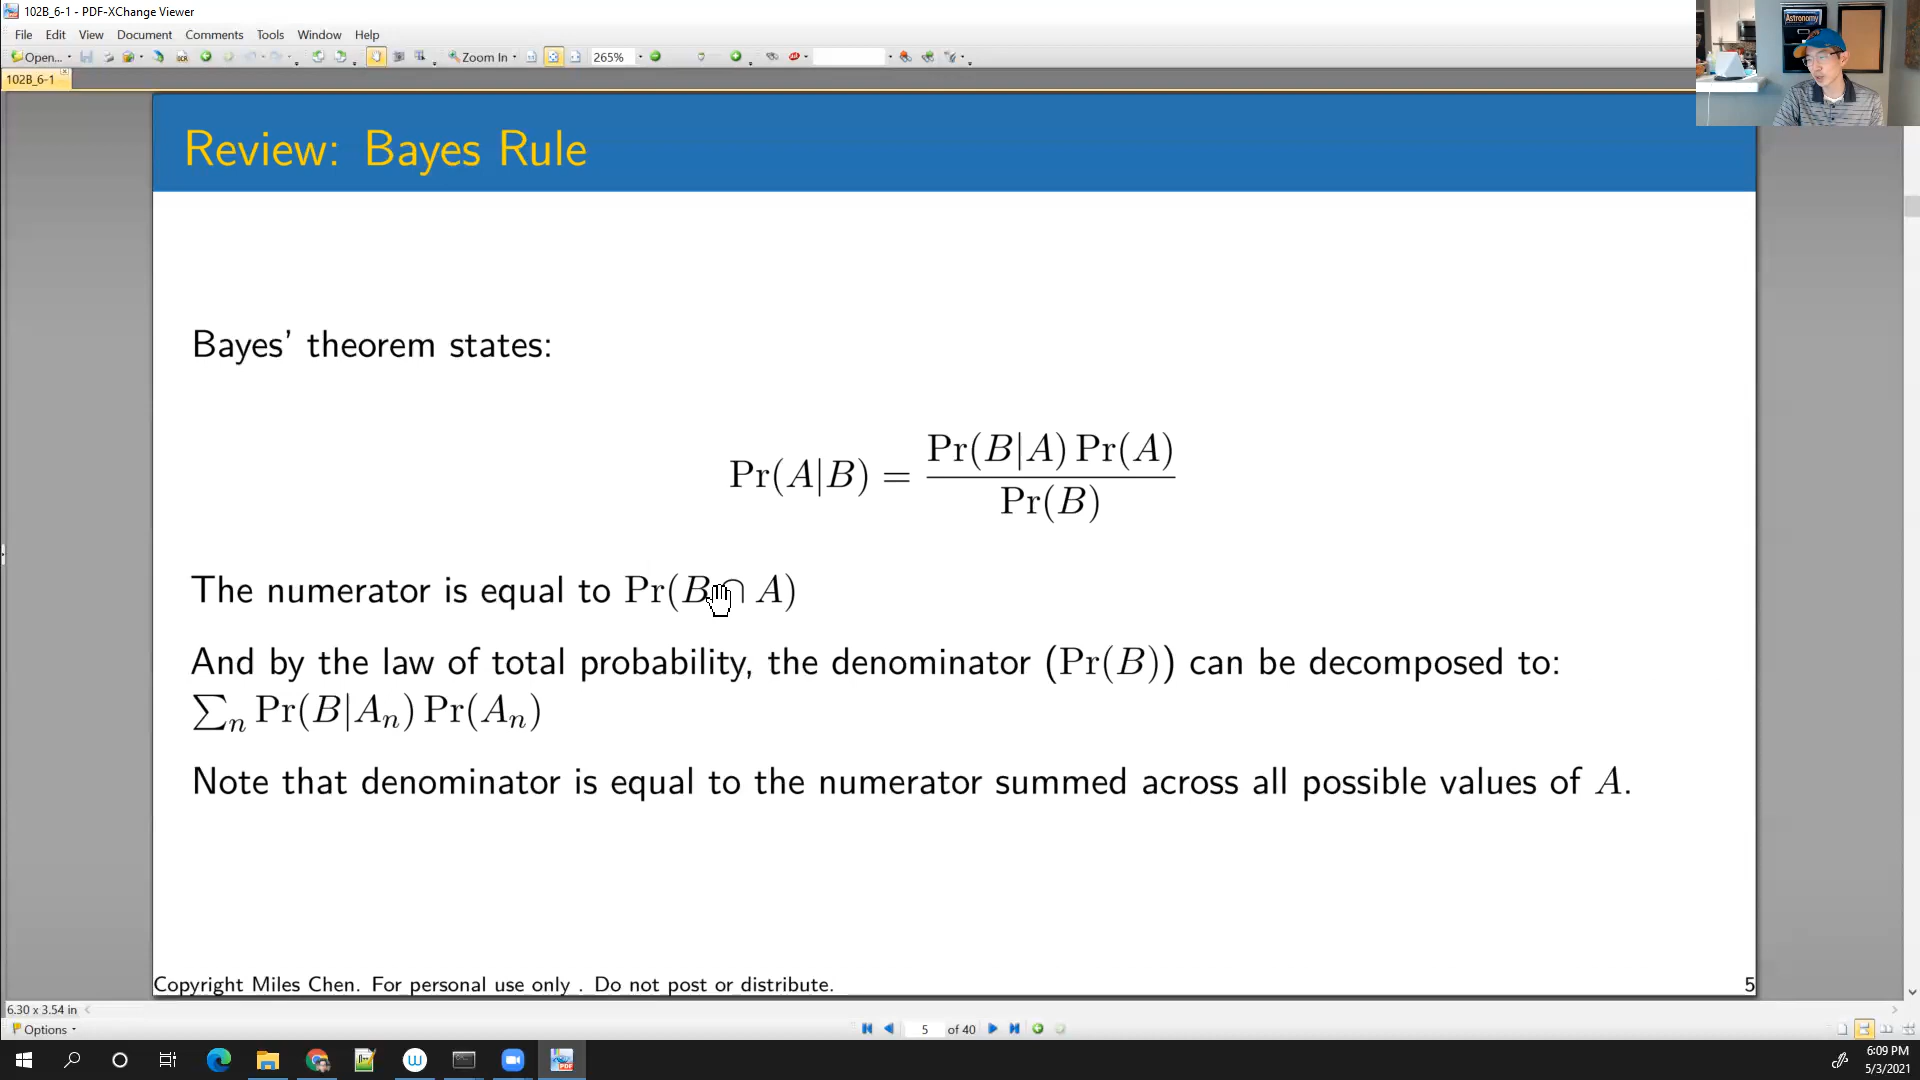 102B_6-1 - PDF-XChange Viewer
File Edit View Document Comments Tools Window Help
Open... OCR Zoom In 265%
102B_6-1
Astronomy
Review: Bayes Rule
Bayes' theorem states:
Pr(A|B) = Pr(B|A) Pr(A) / Pr(B)
The numerator is equal to Pr(B ∩ A)
And by the law of total probability, the denominator (Pr(B)) can be decomposed to:
∑n Pr(B|An) Pr(An)
Note that denominator is equal to the numerator summed across all possible values of A.
Copyright Miles Chen. For personal use only . Do not post or distribute. 5
6.30 x 3.54 in
Options 5 of 40
6:09 PM
5/3/2021